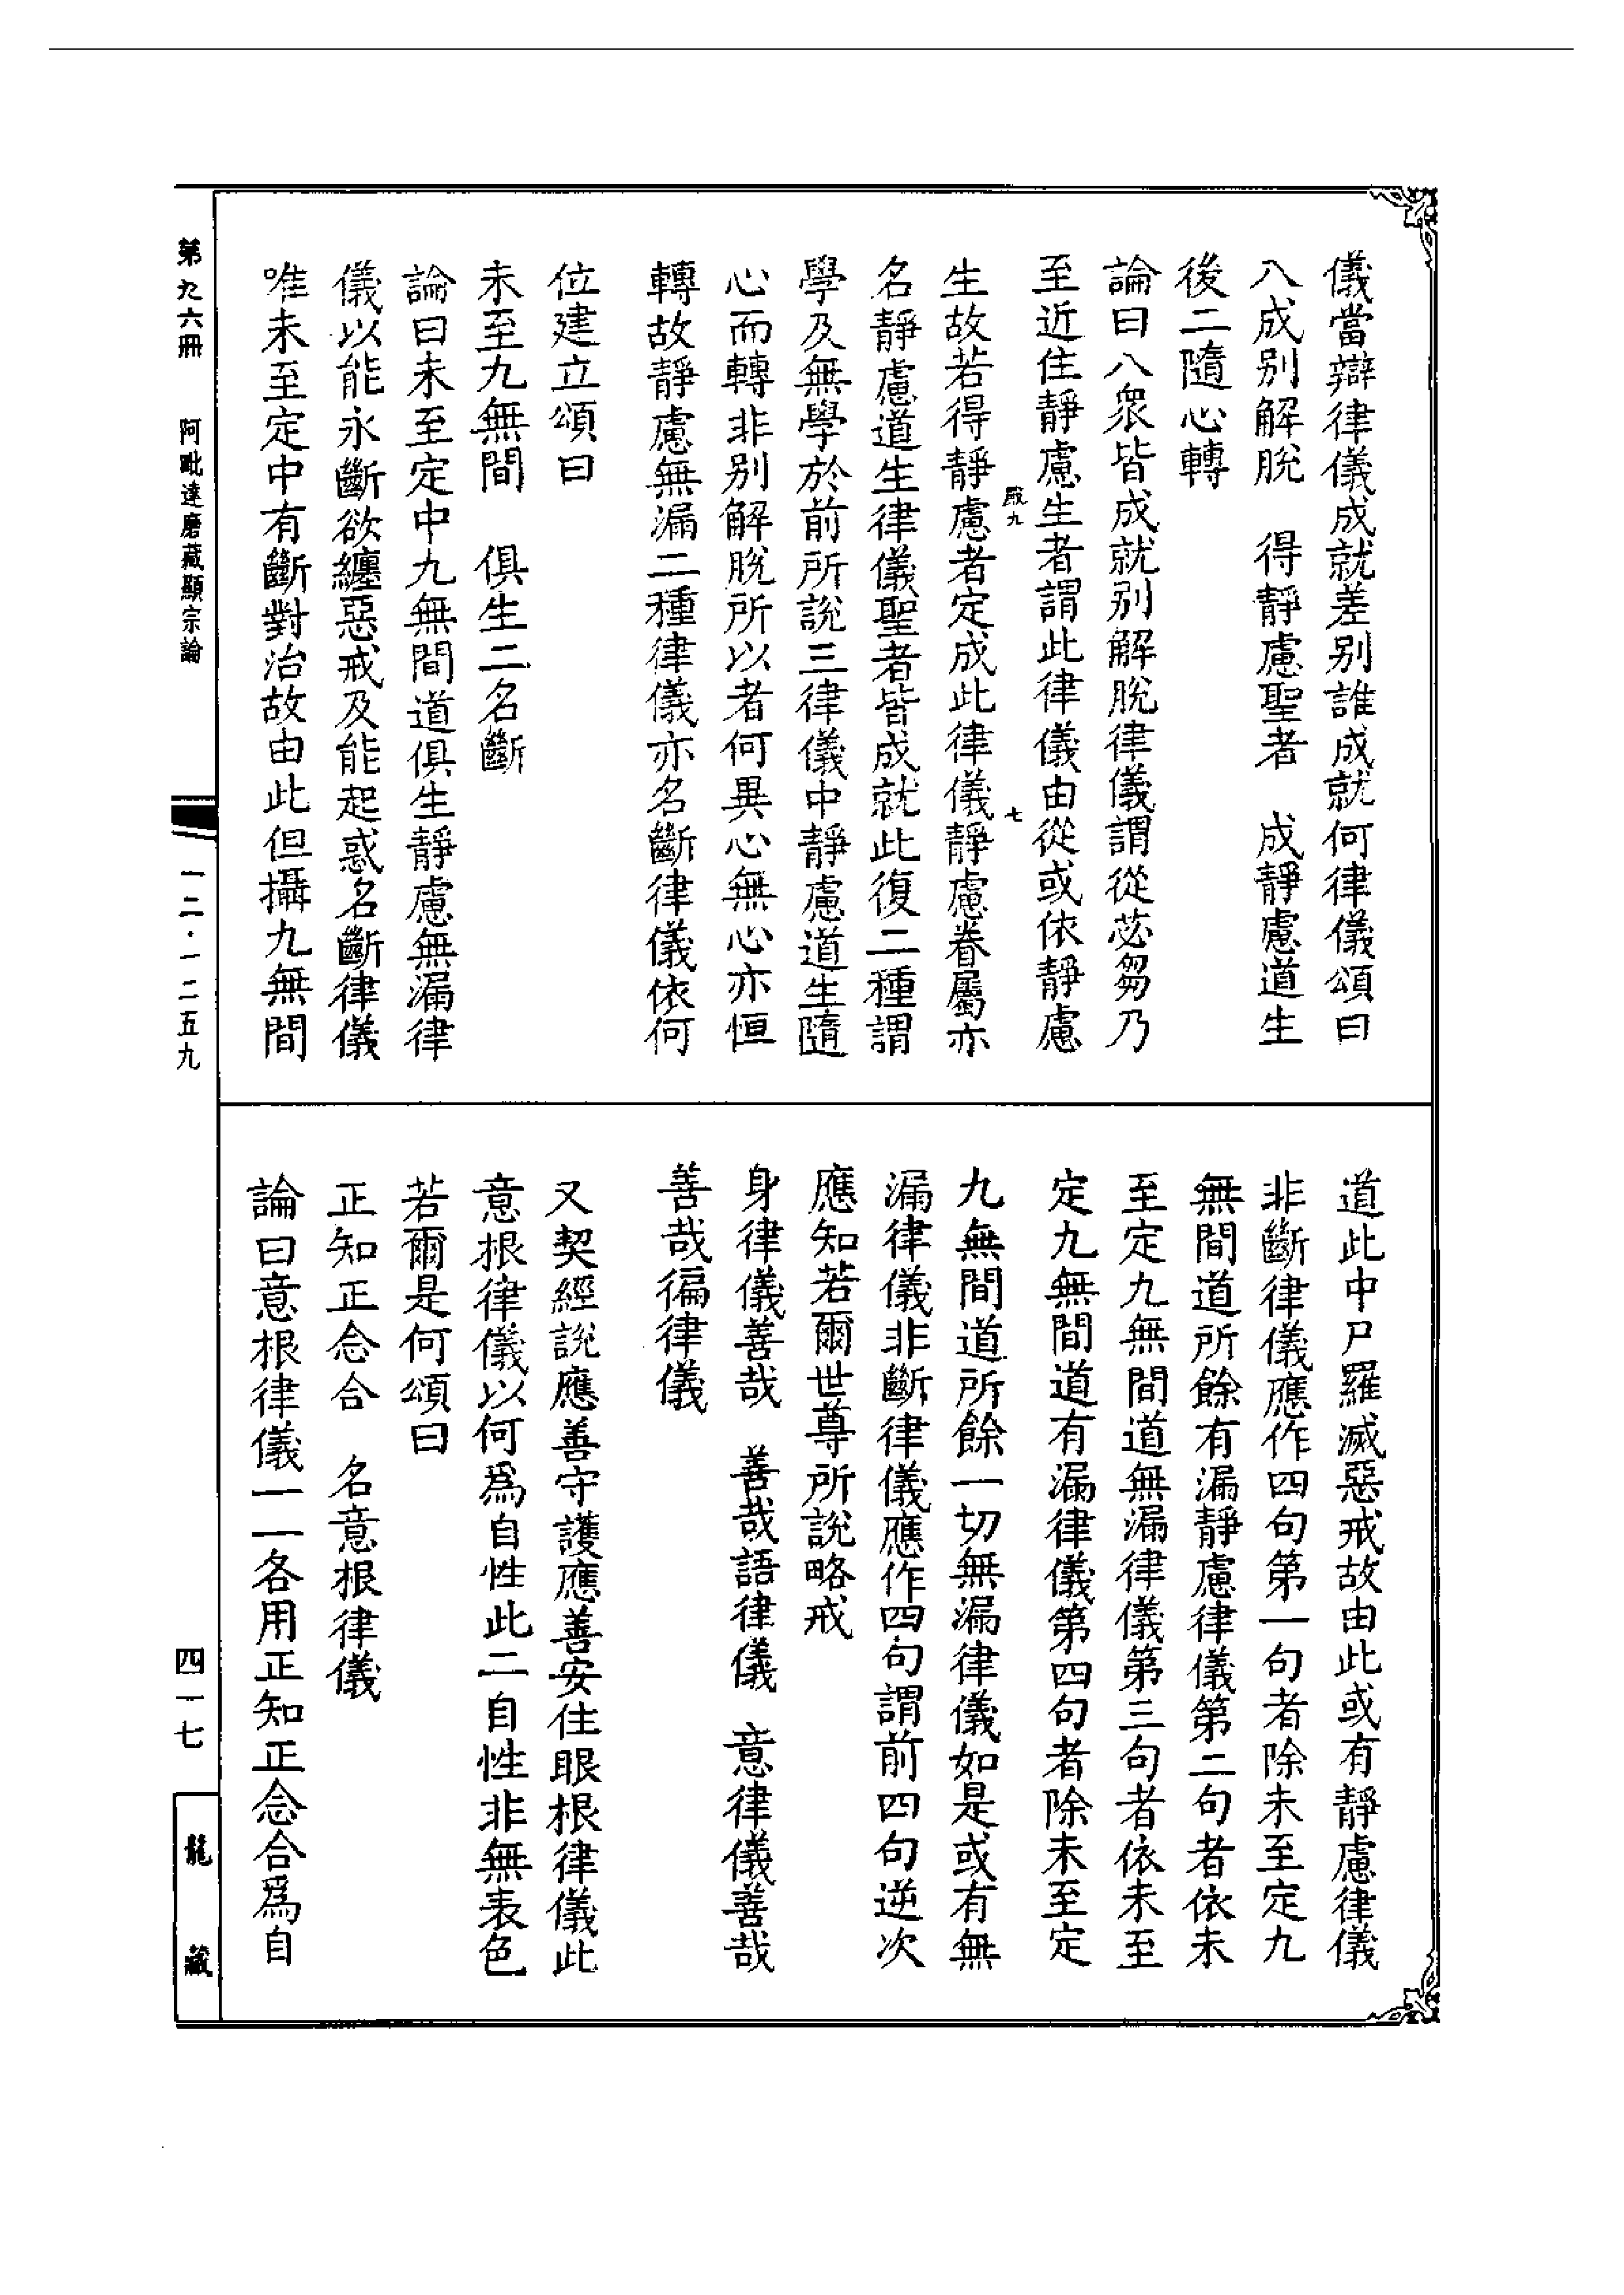 儀當辯律儀成就差别誰成就何律儀頌曰
八成别解脫　得靜慮聖者　成靜慮道生
後二隨心轉
論曰八衆皆成就别解脫律儀謂從苾芻乃
至近住靜慮生者謂此律儀由從或依靜慮
嚴九　七
生故若得靜慮者定成此律儀靜慮眷屬亦
名靜慮道生律儀聖者皆成就此復二種謂
學及無學於前所說三律儀中靜慮道生隨
心而轉非别解脫所以者何異心無心亦恒
轉故靜慮無漏二種律儀亦名斷律儀依何
位建立頌曰
未至九無間　俱生二名斷
論曰未至定中九無間道俱生靜慮無漏律
儀以能永斷欲纏惡戒及能起惑名斷律儀
唯未至定中有斷對治故由此但攝九無間
道此中尸羅滅惡戒故由此或有靜慮律儀
非斷律儀應作四句第一句者除未至定九
無間道所餘有漏靜慮律儀第二句者依未
至定九無間道無漏律儀第三句者依未至
定九無間道有漏律儀第四句者除未至定
九無間道所餘一切無漏律儀如是或有無
漏律儀非斷律儀應作四句謂前四句逆次
應知若爾世尊所說略戒
身律儀善哉　善哉語律儀　意律儀善哉
善哉徧律儀
又契經說應善守護應善安住眼根律儀此
意根律儀以何爲自性此二自性非無表色
若爾是何頌曰
正知正念合　名意根律儀
論曰意根律儀一一各用正知正念合爲自
第九六冊　阿毗達磨藏顯宗論
一二·一二五九
四一七
龍藏